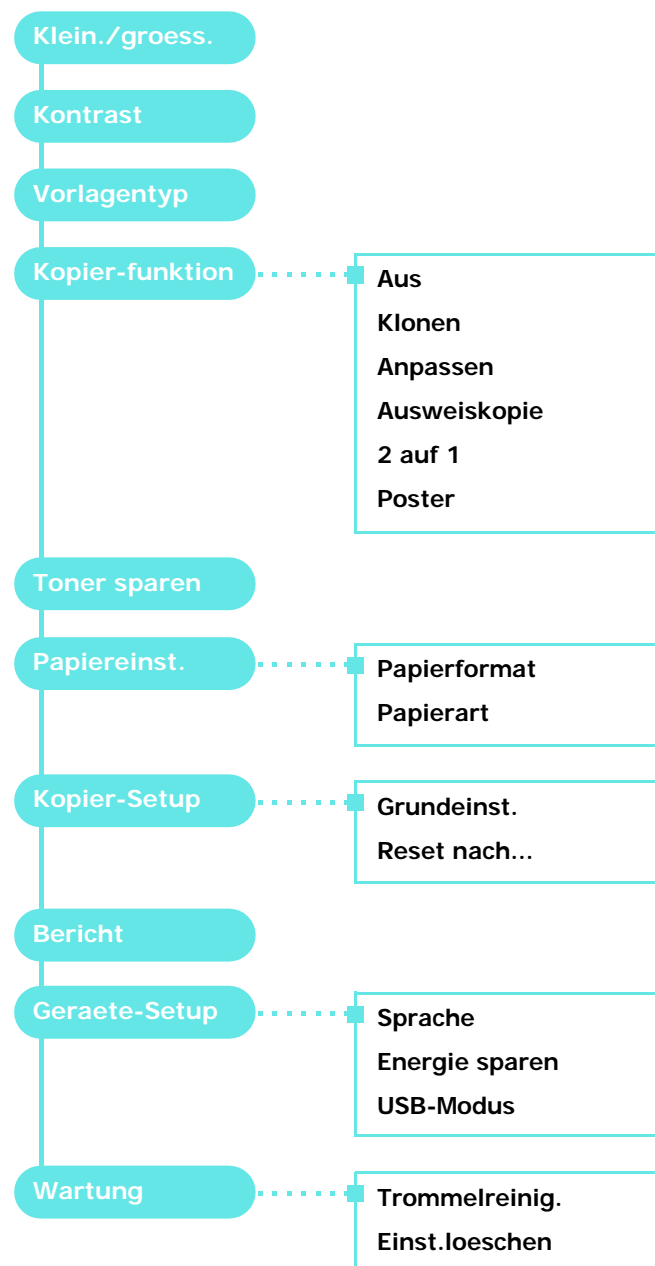 Klein./groess.
Kontrast
Vorlagentyp
Kopier-funktion
Aus
Klonen
Anpassen
Ausweiskopie
2 auf 1
Poster
Toner sparen
Papiereinst.
Papierformat
Papierart
Kopier-Setup
Grundeinst.
Reset nach...
Bericht
Geraete-Setup
Sprache
Energie sparen
USB-Modus
Wartung
Trommelreinig.
Einst.loeschen